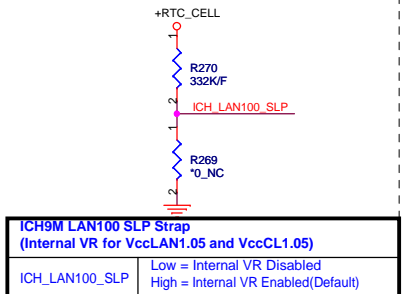 +RTC_CELL
1
R270
332K/F
2
ICH_LAN100_SLP
1
R269
*0_NC
2
ICH9M LAN100 SLP Strap
(Internal VR for VccLAN1.05 and VccCL1.05)
ICH_LAN100_SLP
Low = Internal VR Disabled
High = Internal VR Enabled(Default)